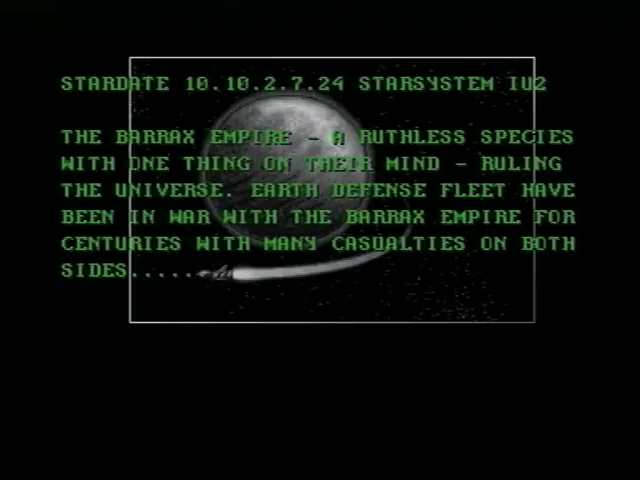 STARDATE 10.10.2.7.24 STARSYSTEM IU2
THE BARRAX EMPIRE - A RUTHLESS SPECIES
WITH ONE THING ON THEIR MIND - RULING
THE UNIVERSE. EARTH DEFENSE FLEET HAVE
BEEN IN WAR WITH THE BARRAX EMPIRE FOR
CENTURIES WITH MANY CASUALTIES ON BOTH
SIDES......